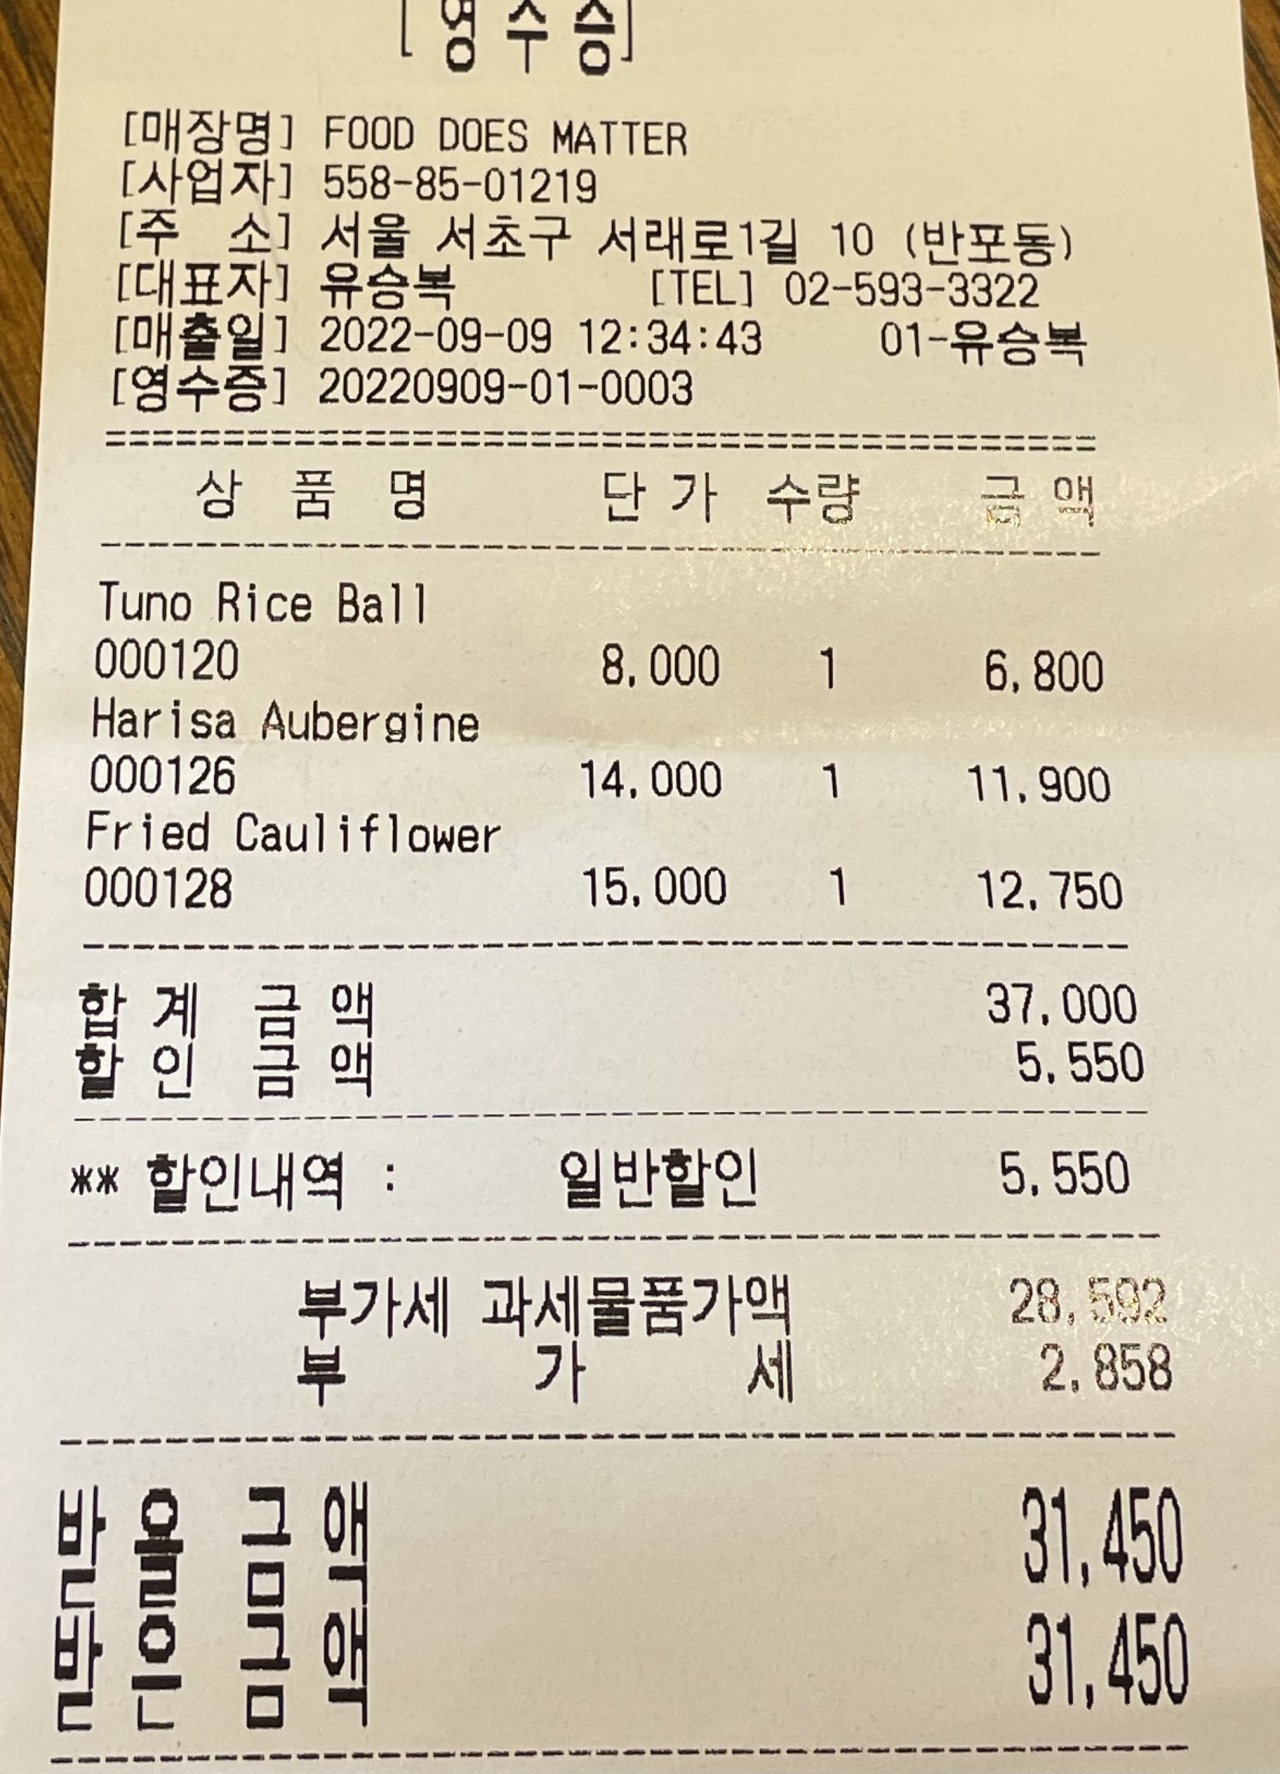 [영수증]
[매장명] FOOD DOES MATTER
[사업자] 558-85-01219
[주 소] 서울 서초구 서래로1길 10 (반포동)
[대표자] 유승복 [TEL] 02-593-3322
[매출일] 2022-09-09 12:34:43 01-유승복
[영수증] 20220909-01-0003
==========================================
상 품 명 단 가 수량 금 액
------------------------------------------
Tuno Rice Ball
000120 8,000 1 6,800
Harisa Aubergine
000126 14,000 1 11,900
Fried Cauliflower
000128 15,000 1 12,750
------------------------------------------
합 계 금 액 37,000
할 인 금 액 5,550
------------------------------------------
** 할인내역 : 일반할인 5,550
------------------------------------------
부가세 과세물품가액 28,592
부 가 세 2,858
------------------------------------------
받 을 금 액 31,450
받 은 금 액 31,450
------------------------------------------